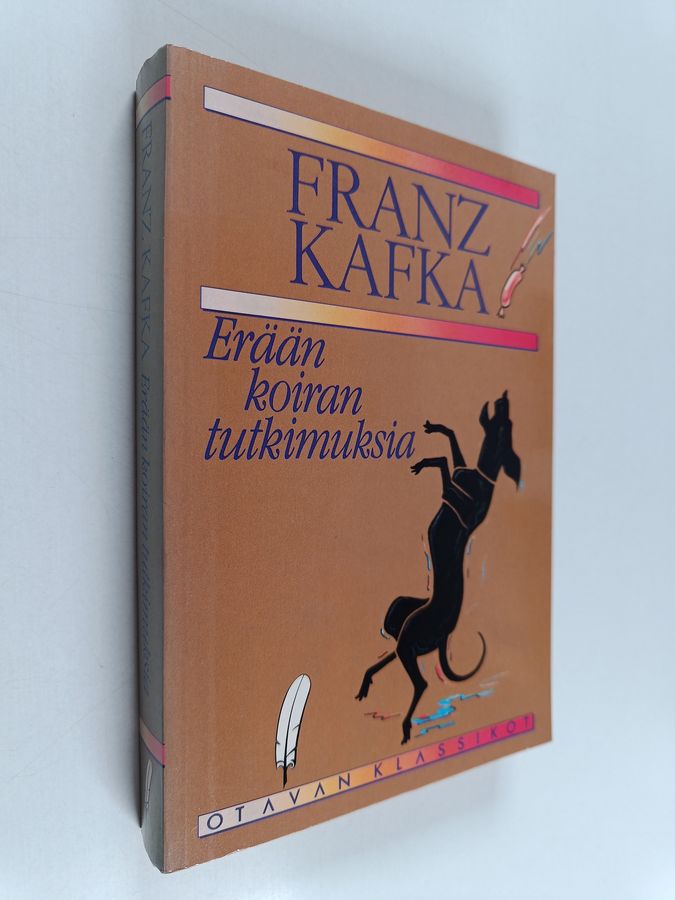 FRANZ
KAFKA
Erään
koiran
tutkimuksia
OTAVAN KLASSIKOT
FRANZ KAFKA Erään koiran tutkimuksia